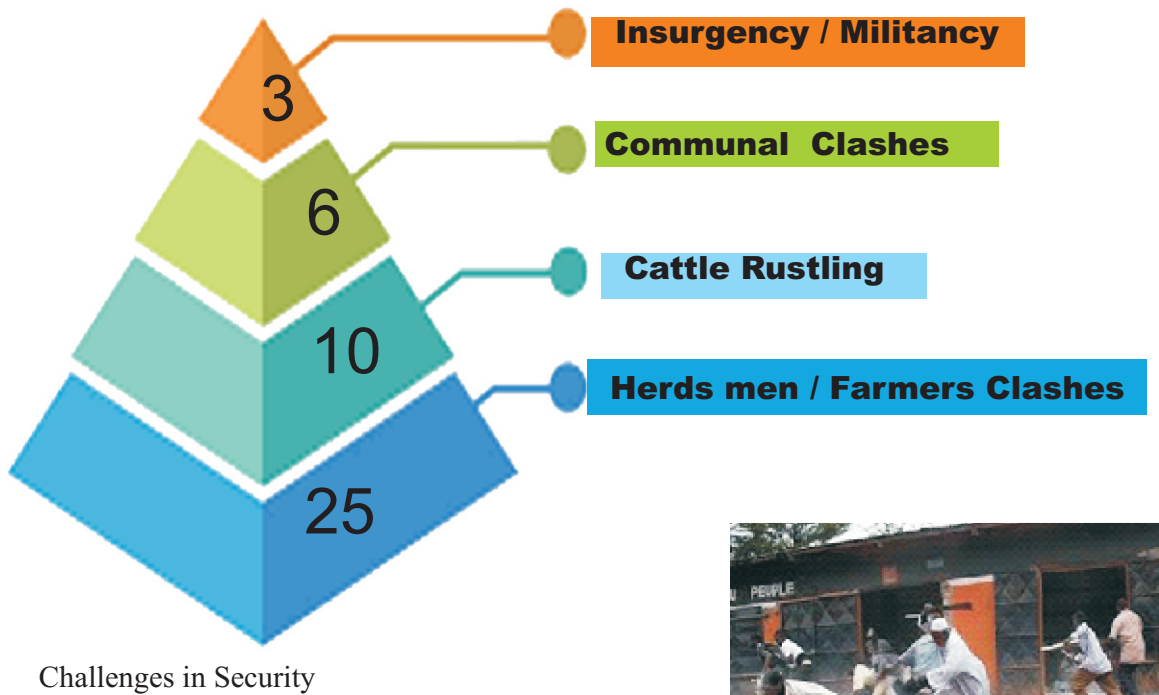 3
Insurgency / Militancy
6
Communal Clashes
10
Cattle Rustling
25
Herds men / Farmers Clashes
PEOPLE
Challenges in Security